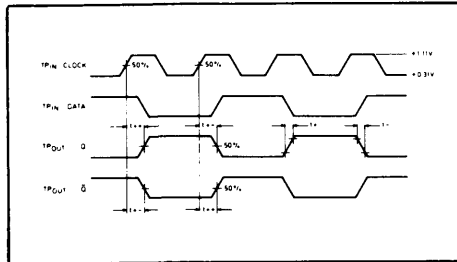 TPIN CLOCK 50% 50% +1.11V
+0.31V
TPIN DATA
t++ t+- t+ t-
TPOUT Q 50%
TPOUT Q̄ 50%
t+- t++